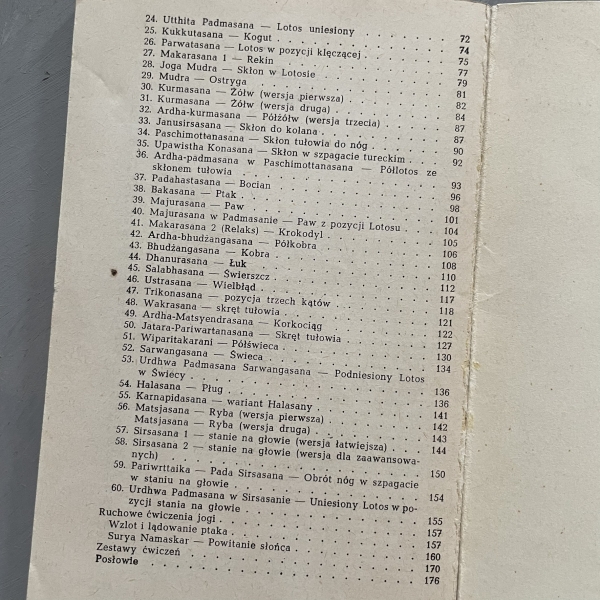 24. Utthita Padmasana — Lotos uniesiony . . . . 72
25. Kukkutasana — Kogut . . . . 74
26. Parwatasana — Lotos w pozycji klęczącej . . . . 75
27. Makarasana 1 — Rekin . . . . 77
28. Joga Mudra — Skłon w Lotosie . . . . 79
29. Mudra — Ostryga . . . . 81
30. Kurmasana — Żółw (wersja pierwsza) . . . . 82
31. Kurmasana — Żółw (wersja druga) . . . . 84
32. Ardha-kurmasana — Półżółw (wersja trzecia) . . . . 87
33. Janusirsasana — Skłon do kolana . . . . 87
34. Paschimottanasana — Skłon tułowia do nóg . . . . 90
35. Upawistha Konasana — Skłon w szpagacie tureckim . . . . 92
36. Ardha-padmasana w Paschimottanasana — Półlotos ze
skłonem tułowia . . . . 93
37. Padahastasana — Bocian . . . . 96
38. Bakasana — Ptak . . . . 98
39. Majurasana — Paw . . . . 101
40. Majurasana w Padmasanie — Paw z pozycji Lotosu . . . . 104
41. Makarasana 2 (Relaks) — Krokodyl . . . . 105
42. Ardha-bhudżangasana — Półkobra . . . . 106
43. Bhudżangasana — Kobra . . . . 108
44. Dhanurasana — Łuk . . . . 110
45. Salabhasana — Świerszcz . . . . 112
46. Ustrasana — Wielbłąd . . . . 117
47. Trikonasana — pozycja trzech kątów . . . . 118
48. Wakrasana — skręt tułowia . . . . 121
49. Ardha-Matsyendrasana — Korkociąg . . . . 122
50. Jatara-Pariwartanasana — Skręt tułowia . . . . 127
51. Wiparitakarani — Półświeca . . . . 130
52. Sarwangasana — Świeca . . . . 134
53. Urdhwa Padmasana Sarwangasana — Podniesiony Lotos
w Świecy . . . . 136
54. Halasana — Pług . . . . 136
55. Karnapidasana — wariant Halasany . . . . 141
56. Matsjasana — Ryba (wersja pierwsza) . . . . 142
Matsjasana — Ryba (wersja druga) . . . . 143
57. Sirsasana 1 — stanie na głowie (wersja łatwiejsza) . . . . 144
58. Sirsasana 2 — stanie na głowie (wersja dla zaawansowa-
nych) . . . . 150
59. Pariwrttaika — Pada Sirsasana — Obrót nóg w szpagacie
w staniu na głowie . . . . 154
60. Urdhwa Padmasana w Sirsasanie — Uniesiony Lotos w po-
zycji stania na głowie . . . . 155
Ruchowe ćwiczenia jogi . . . . 157
Wzlot i lądowanie ptaka . . . . 157
Surya Namaskar — Powitanie słońca . . . . 160
Zestawy ćwiczeń . . . . 170
Posłowie . . . . 176